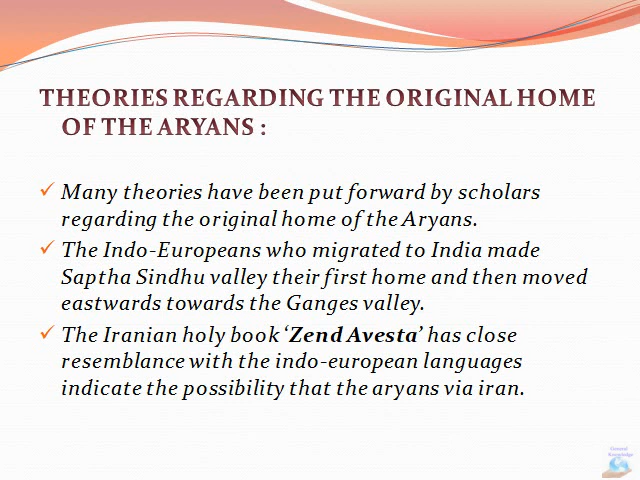 THEORIES REGARDING THE ORIGINAL HOME
OF THE ARYANS :
Many theories have been put forward by scholars
regarding the original home of the Aryans.
The Indo-Europeans who migrated to India made
Saptha Sindhu valley their first home and then moved
eastwards towards the Ganges valley.
The Iranian holy book ‘Zend Avesta’ has close
resemblance with the indo-european languages
indicate the possibility that the aryans via iran.
General
Knowledge